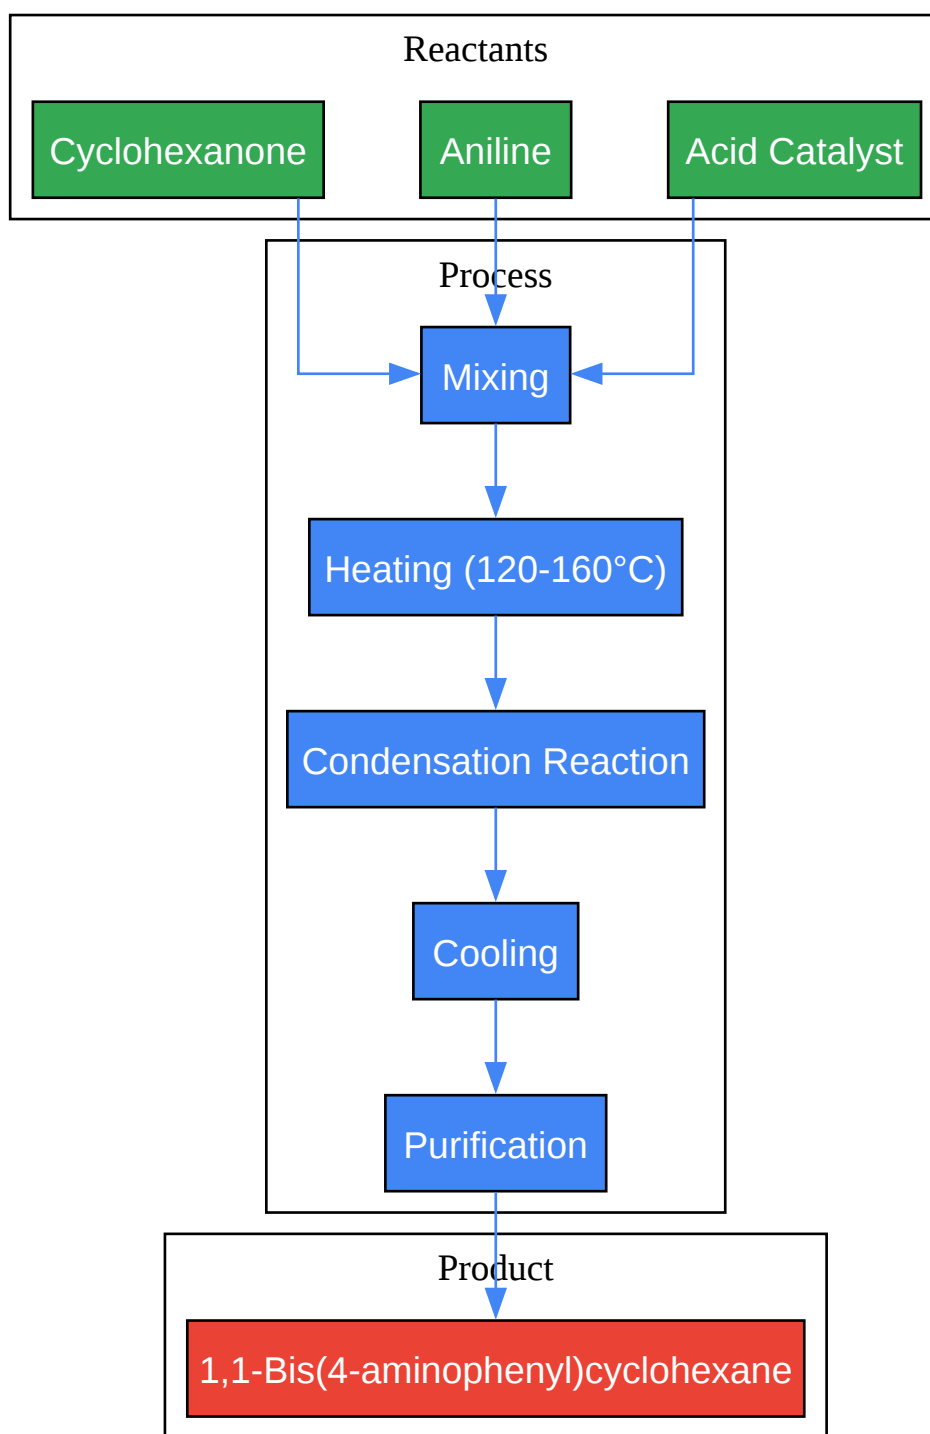 Reactants
Cyclohexanone
Aniline
Acid Catalyst
Process
Mixing
Heating (120-160°C)
Condensation Reaction
Cooling
Purification
Product
1,1-Bis(4-aminophenyl)cyclohexane